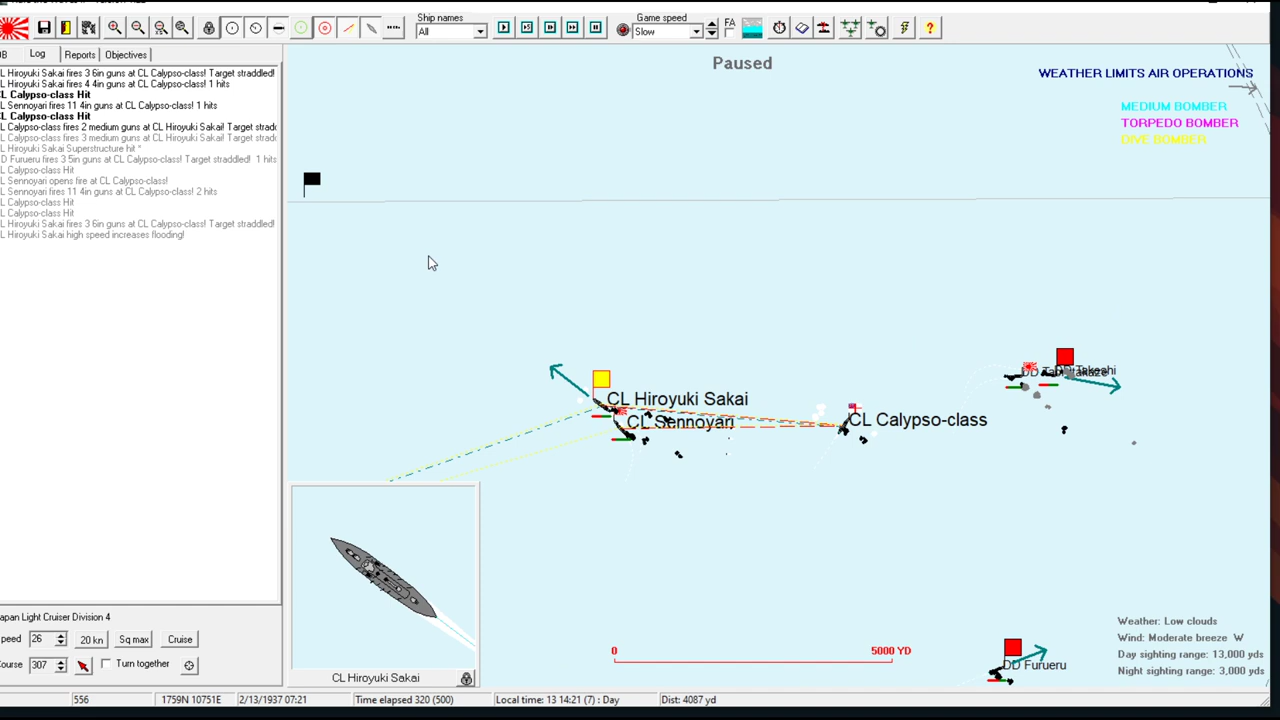 Ship names
All
Game speed
Slow
FA
DB
Log
Reports
Objectives
Paused
WEATHER LIMITS AIR OPERATIONS
MEDIUM BOMBER
TORPEDO BOMBER
DIVE BOMBER
L Hiroyuki Sakai fires 3 6in guns at CL Calypso-class! Target straddled!
L Hiroyuki Sakai fires 4 4in guns at CL Calypso-class! 1 hits
CL Calypso-class Hit
L Sennoyari fires 11 4in guns at CL Calypso-class! 1 hits
CL Calypso-class Hit
L Calypso-class fires 2 medium guns at CL Hiroyuki Sakai! Target stradd
L Calypso-class fires 3 medium guns at CL Hiroyuki Sakai! Target stradd
L Hiroyuki Sakai Superstructure hit *
D Furueru fires 3 5in guns at CL Calypso-class! Target straddled! 1 hits
L Calypso-class Hit
L Sennoyari opens fire at CL Calypso-class!
L Sennoyari fires 11 4in guns at CL Calypso-class! 2 hits
L Calypso-class Hit
L Calypso-class Hit
L Hiroyuki Sakai fires 3 6in guns at CL Calypso-class! Target straddled!
L Hiroyuki Sakai high speed increases flooding!
CL Hiroyuki Sakai
CL Sennoyari
CL Calypso-class
DD Takeshi
DD Furueru
0
5000 YD
CL Hiroyuki Sakai
Weather: Low clouds
Wind: Moderate breeze W
Day sighting range: 13,000 yds
Night sighting range: 3,000 yds
apan Light Cruiser Division 4
peed 26
20 kn
Sq max
Cruise
ourse 307
Turn together
556
1759N 10751E
2/13/1937 07:21
Time elapsed 320 (500)
Local time: 13 14:21 (7) : Day
Dist: 4087 yd